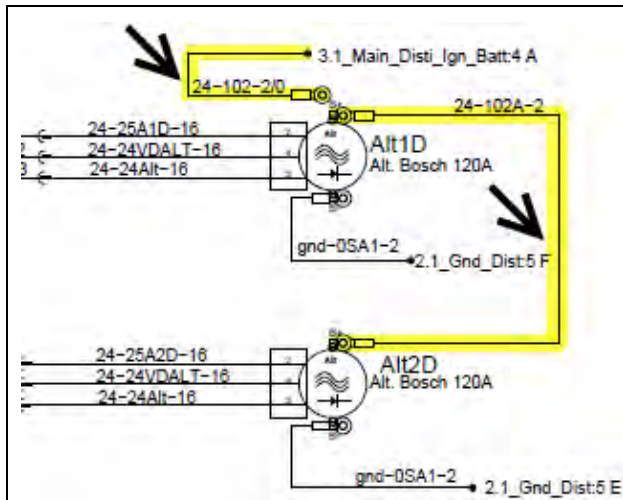 3.1_Main_Disti_Ign_Batt:4 A
24-102-2/0
24-102A-2
24-25A1D-16
24-24VDALT-16
24-24Alt-16
Alt
Alt1D
Alt. Bosch 120A
gnd-0SA1-2
2.1_Gnd_Dist:5 F
24-25A2D-16
24-24VDALT-16
24-24Alt-16
Alt
Alt2D
Alt. Bosch 120A
gnd-0SA1-2
2.1_Gnd_Dist:5 E